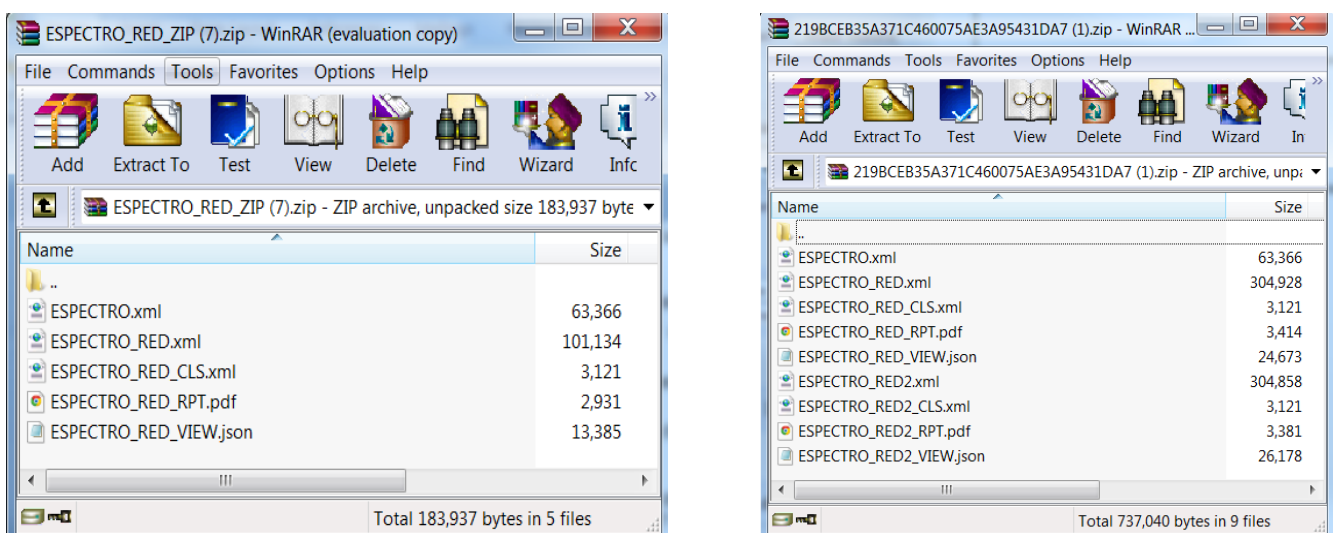 ESPECTRO_RED_ZIP (7).zip - WinRAR (evaluation copy)
File Commands Tools Favorites Options Help
Add Extract To Test View Delete Find Wizard Info
ESPECTRO_RED_ZIP (7).zip - ZIP archive, unpacked size 183,937 byte
Name Size
..
ESPECTRO.xml 63,366
ESPECTRO_RED.xml 101,134
ESPECTRO_RED_CLS.xml 3,121
ESPECTRO_RED_RPT.pdf 2,931
ESPECTRO_RED_VIEW.json 13,385
Total 183,937 bytes in 5 files
219BCEB35A371C460075AE3A95431DA7 (1).zip - WinRAR ...
File Commands Tools Favorites Options Help
Add Extract To Test View Delete Find Wizard In
219BCEB35A371C460075AE3A95431DA7 (1).zip - ZIP archive, unpa
Name Size
..
ESPECTRO.xml 63,366
ESPECTRO_RED.xml 304,928
ESPECTRO_RED_CLS.xml 3,121
ESPECTRO_RED_RPT.pdf 3,414
ESPECTRO_RED_VIEW.json 24,673
ESPECTRO_RED2.xml 304,858
ESPECTRO_RED2_CLS.xml 3,121
ESPECTRO_RED2_RPT.pdf 3,381
ESPECTRO_RED2_VIEW.json 26,178
Total 737,040 bytes in 9 files